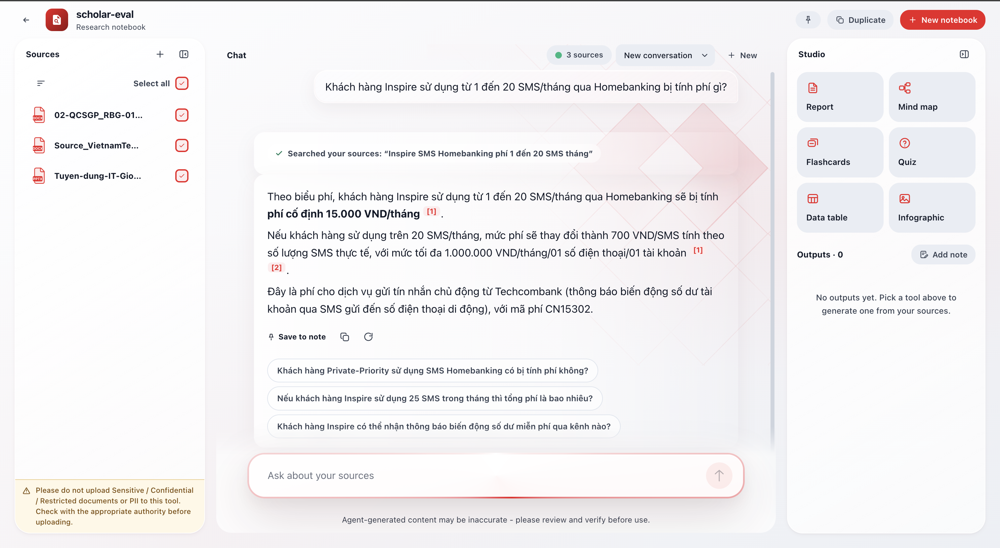 scholar-eval
Research notebook
Duplicate
New notebook
Sources
Select all
DOCX
02-QCSGP_RBG-01...
DOCX
Source_VietnamTe...
PPTX
Tuyen-dung-IT-Gio...
Please do not upload Sensitive / Confidential
/ Restricted documents or PII to this tool.
Check with the appropriate authority before
uploading.
Chat
3 sources
New conversation
New
Khách hàng Inspire sử dụng từ 1 đến 20 SMS/tháng qua Homebanking bị tính phí gì?
Searched your sources: “Inspire SMS Homebanking phí 1 đến 20 SMS tháng”
Theo biểu phí, khách hàng Inspire sử dụng từ 1 đến 20 SMS/tháng qua Homebanking sẽ bị tính
phí cố định 15.000 VND/tháng [1] .
Nếu khách hàng sử dụng trên 20 SMS/tháng, mức phí sẽ thay đổi thành 700 VND/SMS tính theo
số lượng SMS thực tế, với mức tối đa 1.000.000 VND/tháng/01 số điện thoại/01 tài khoản [1]
[2] .
Đây là phí cho dịch vụ gửi tín nhắn chủ động từ Techcombank (thông báo biến động số dư tài
khoản qua SMS gửi đến số điện thoại di động), với mã phí CN15302.
Save to note
Khách hàng Private-Priority sử dụng SMS Homebanking có bị tính phí không?
Nếu khách hàng Inspire sử dụng 25 SMS trong tháng thì tổng phí là bao nhiêu?
Khách hàng Inspire có thể nhận thông báo biến động số dư miễn phí qua kênh nào?
Ask about your sources
Agent-generated content may be inaccurate - please review and verify before use.
Studio
Report
Mind map
Flashcards
Quiz
Data table
Infographic
Outputs · 0
Add note
No outputs yet. Pick a tool above to
generate one from your sources.